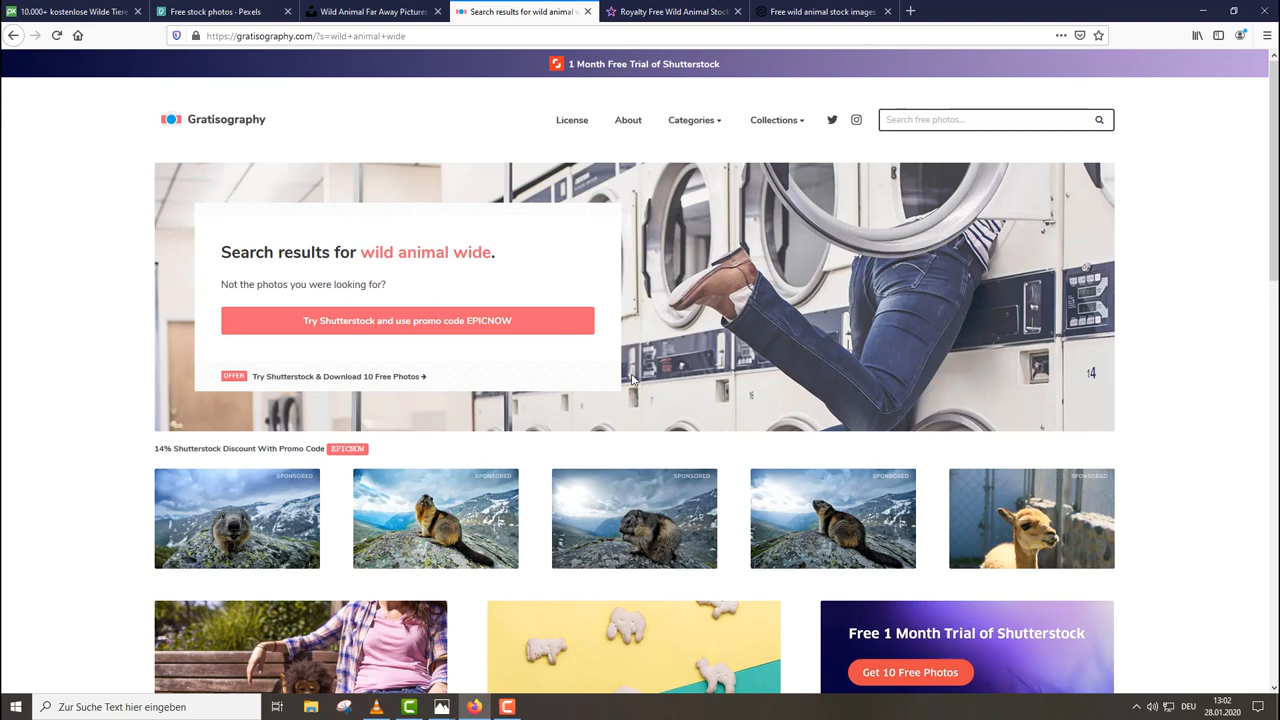 10.000+ kostenlose Wilde Tiere
Free stock photos · Pexels
Wild Animal Far Away Pictures
Search results for wild animal w
Royalty Free Wild Animal Stock
Free wild animal stock images
https://gratisography.com/?s=wild+animal+wide
1 Month Free Trial of Shutterstock
Gratisography
License
About
Categories
Collections
Search free photos...
Search results for wild animal wide.
Not the photos you were looking for?
Try Shutterstock and use promo code EPICNOW
OFFER Try Shutterstock & Download 10 Free Photos →
14
14% Shutterstock Discount With Promo Code EPICNOW
SPONSORED
SPONSORED
SPONSORED
SPONSORED
SPONSORED
Free 1 Month Trial of Shutterstock
Get 10 Free Photos
Zur Suche Text hier eingeben
DEU
13:02
28.01.2020